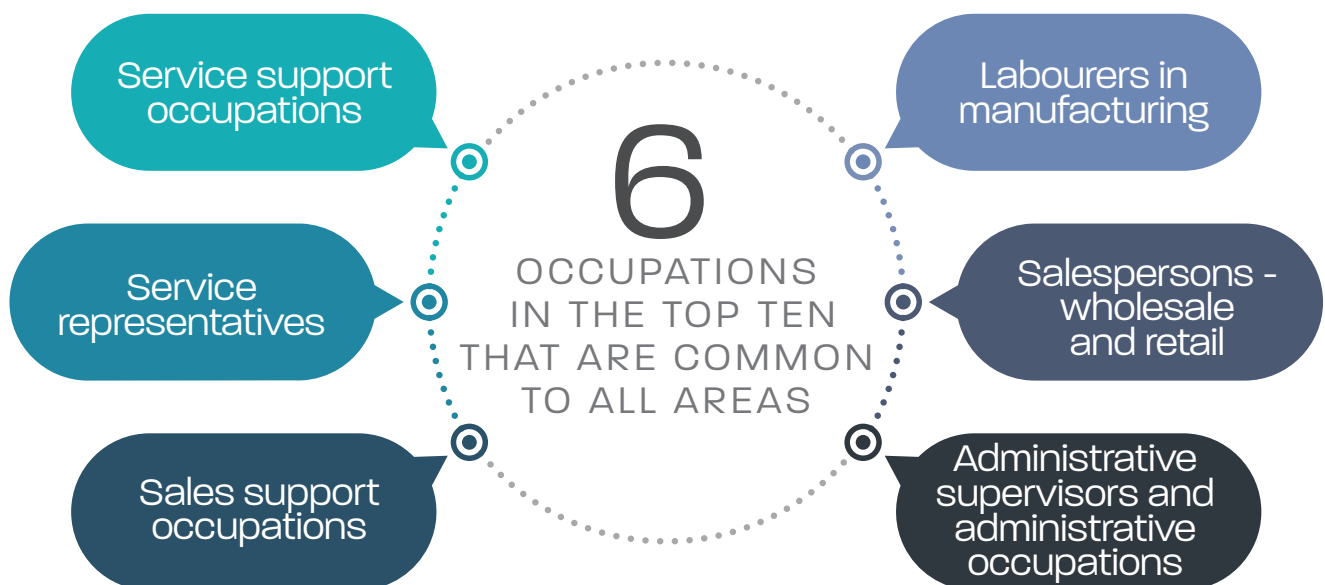 Service support
occupations
Service
representatives
Sales support
occupations
6
OCCUPATIONS
IN THE TOP TEN
THAT ARE COMMON
TO ALL AREAS
Labourers in
manufacturing
Salespersons -
wholesale
and retail
Administrative
supervisors and
administrative
occupations